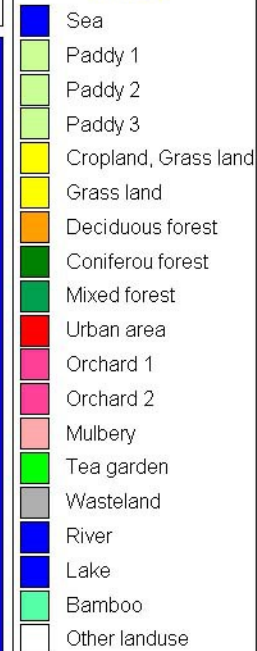 Sea
Paddy 1
Paddy 2
Paddy 3
Cropland, Grass land
Grass land
Deciduous forest
Coniferou forest
Mixed forest
Urban area
Orchard 1
Orchard 2
Mulbery
Tea garden
Wasteland
River
Lake
Bamboo
Other landuse